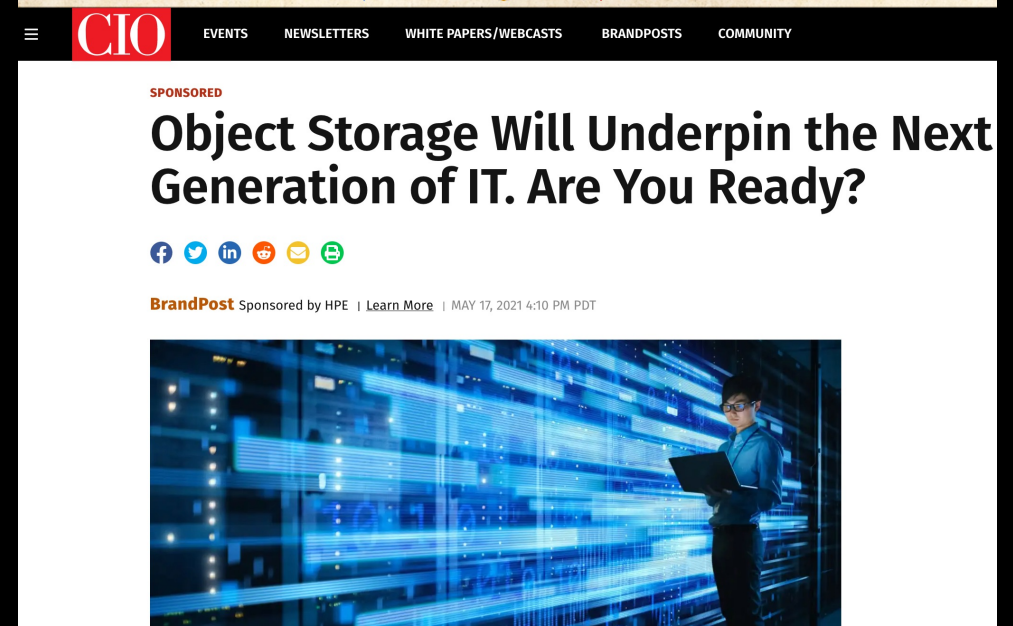 CIO
EVENTS
NEWSLETTERS
WHITE PAPERS/WEBCASTS
BRANDPOSTS
COMMUNITY
SPONSORED
Object Storage Will Underpin the Next
Generation of IT. Are You Ready?
BrandPost Sponsored by HPE | Learn More | MAY 17, 2021 4:10 PM PDT